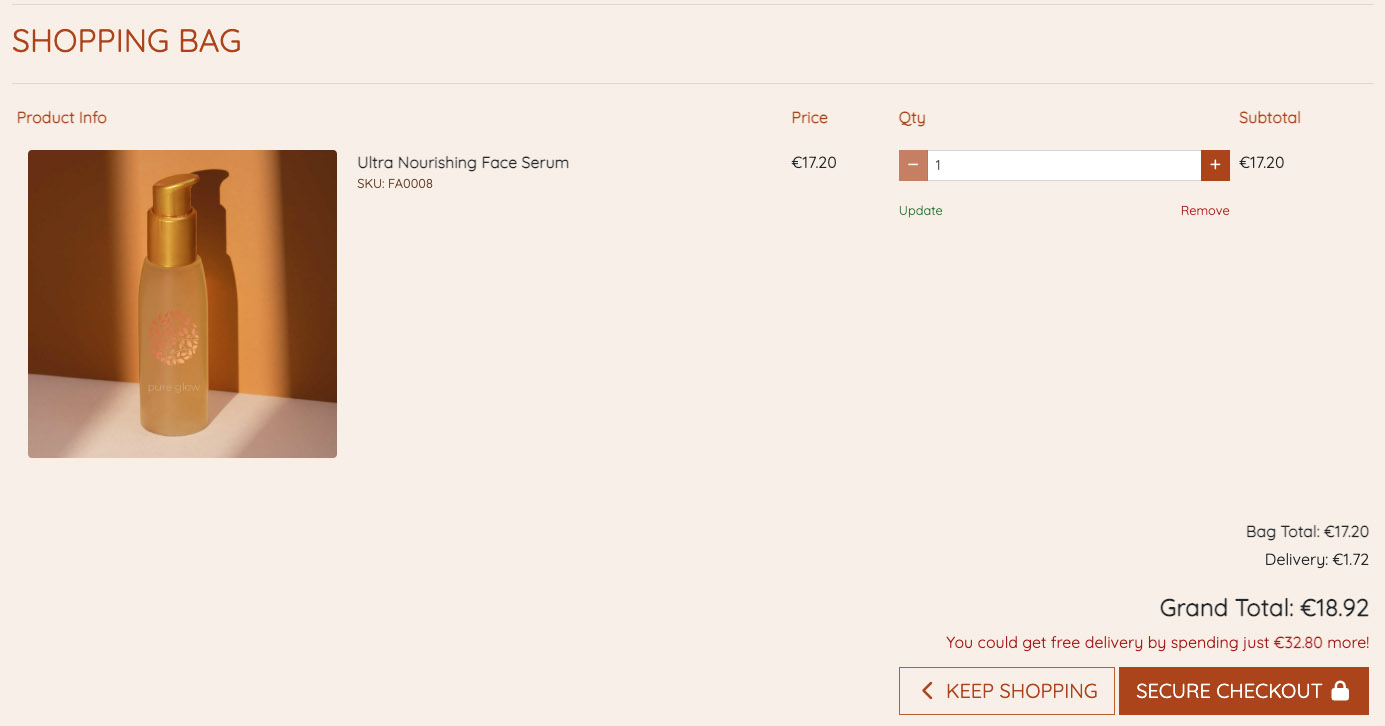 SHOPPING BAG
Product Info Price Qty Subtotal
Ultra Nourishing Face Serum €17.20 − 1 + €17.20
SKU: FA0008
Update Remove
pure glow
Bag Total: €17.20
Delivery: €1.72
Grand Total: €18.92
You could get free delivery by spending just €32.80 more!
KEEP SHOPPING SECURE CHECKOUT